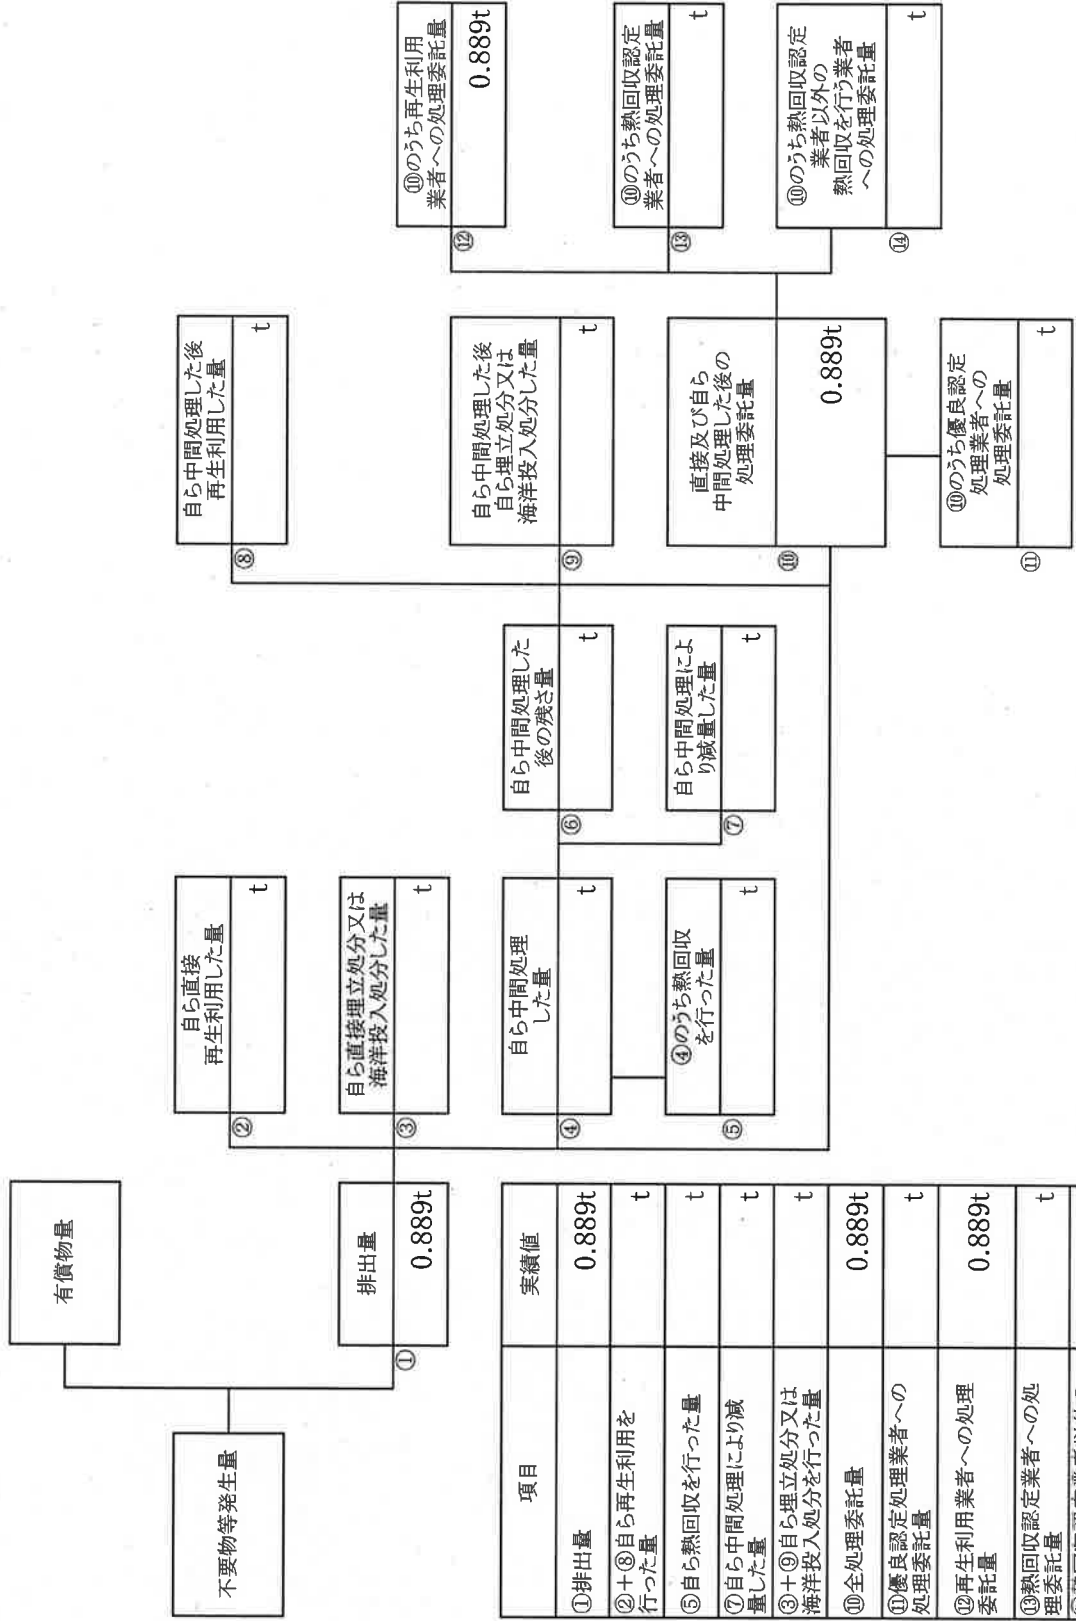 不要物等発生量
有償物量
①
排出量
0.889t
②
自ら直接
再生利用した量
t
③
自ら直接埋立処分又は
海洋投入処分した量
t
④
自ら中間処理
した量
t
⑤
④のうち熱回収
を行った量
t
⑥
自ら中間処理した
後の残さ量
t
⑦
自ら中間処理によ
り減量した量
t
⑧
自ら中間処理した後
再生利用した量
t
⑨
自ら中間処理した後
自ら埋立処分又は
海洋投入処分した量
t
⑩
直接及び自ら
中間処理した後の
処理委託量
0.889t
⑪
⑩のうち優良認定
処理業者への
処理委託量
t
⑫
⑩のうち再生利用
業者への処理委託量
0.889t
⑬
⑩のうち熱回収認定
業者への処理委託量
t
⑭
⑩のうち熱回収認定
業者以外の
熱回収を行う業者
への処理委託量
t
項目 実績値
①排出量 0.889t
②+⑧自ら再生利用を
行った量 t
⑤自ら熱回収を行った量 t
⑦自ら中間処理により減
量した量 t
③+⑨自ら埋立処分又は
海洋投入処分を行った量 t
⑩全処理委託量 0.889t
⑪優良認定処理業者への
処理委託量 t
⑫再生利用業者への処理
委託量 0.889t
⑬熱回収認定業者への処
理委託量 t